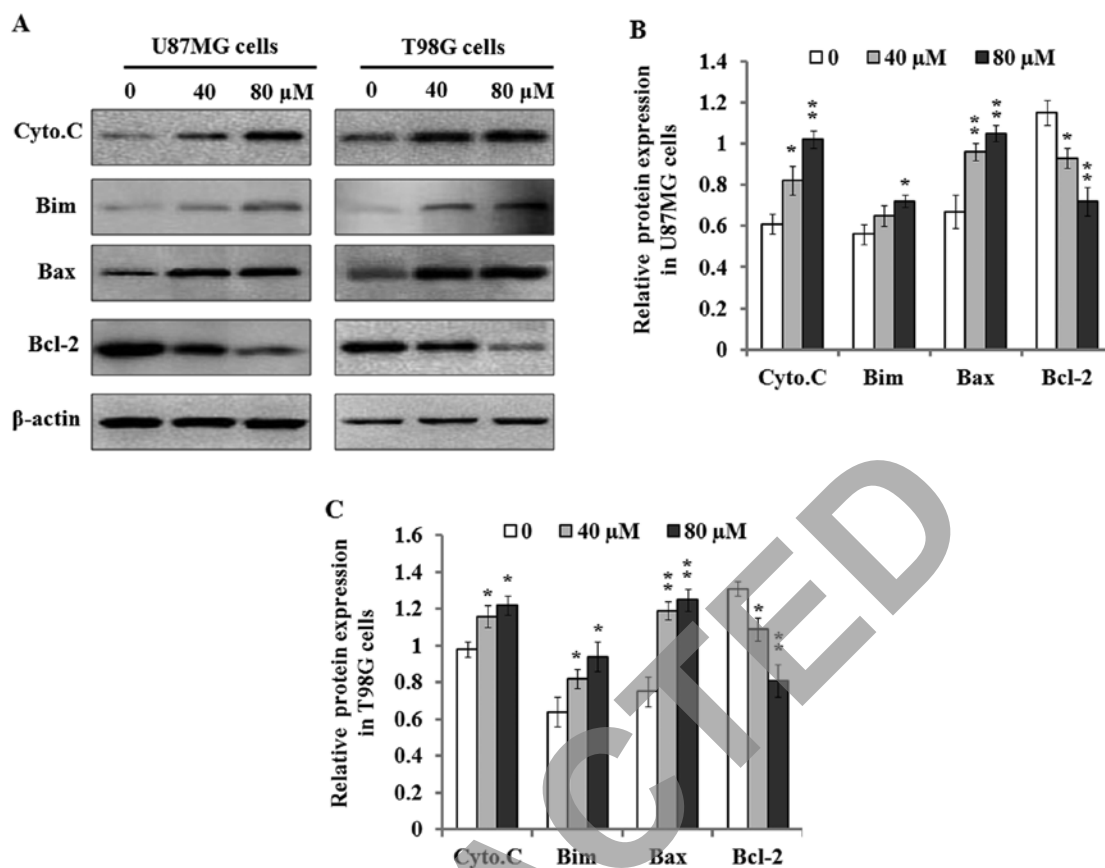 A
U87MG cells
T98G cells
0 40 80 µM
0 40 80 µM
Cyto.C
Bim
Bax
Bcl-2
β-actin
B
0 40 µM 80 µM
Relative protein expression
in U87MG cells
1.4
1.2
1
0.8
0.6
0.4
0.2
0
* ** * ** ** * **
Cyto.C Bim Bax Bcl-2
C
0 40 µM 80 µM
Relative protein expression
in T98G cells
1.6
1.4
1.2
1
0.8
0.6
0.4
0.2
0
* * * * ** ** * **
Cyto.C Bim Bax Bcl-2
ACTED